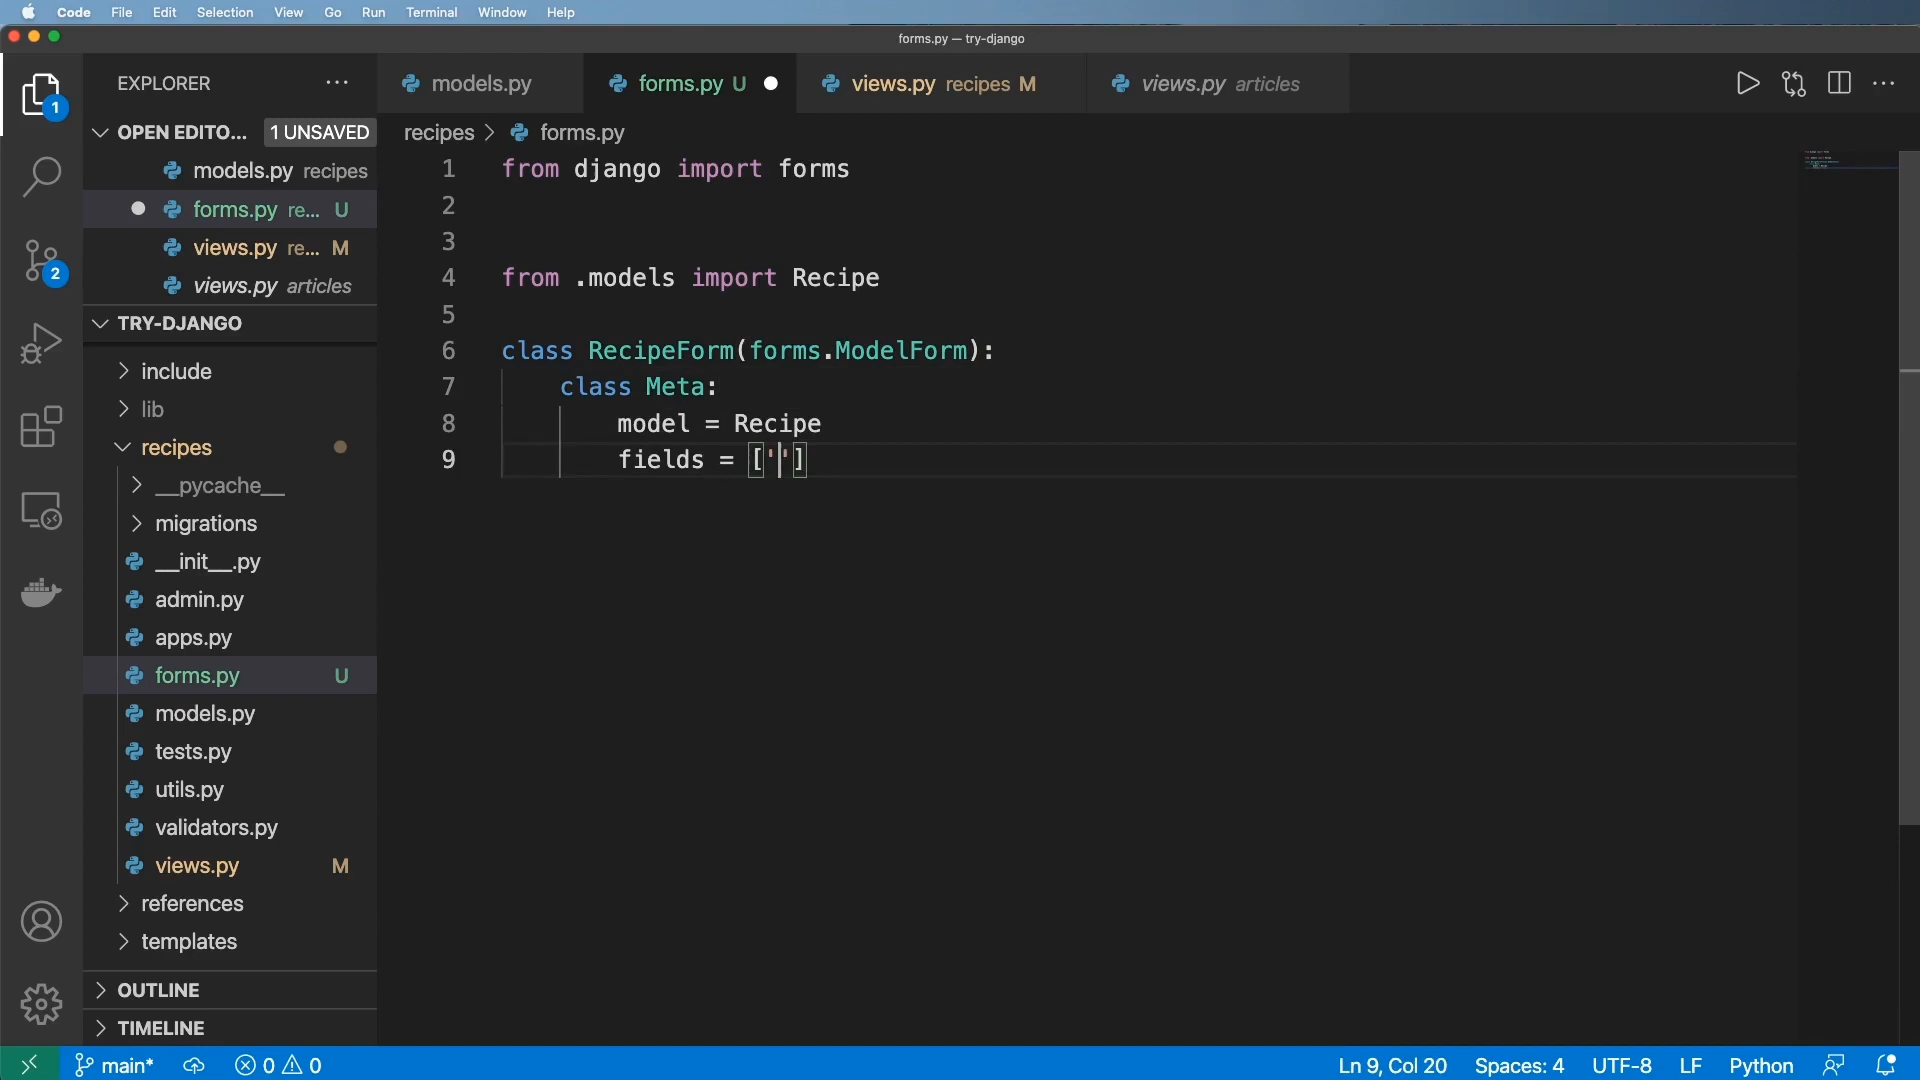 Code File Edit Selection View Go Run Terminal Window Help
forms.py — try-django
EXPLORER
models.py
forms.py U
views.py recipes M
views.py articles
OPEN EDITO... 1 UNSAVED
models.py recipes
forms.py re... U
views.py re... M
views.py articles
TRY-DJANGO
include
lib
recipes
__pycache__
migrations
__init__.py
admin.py
apps.py
forms.py U
models.py
tests.py
utils.py
validators.py
views.py M
references
templates
OUTLINE
TIMELINE
1
2
recipes > forms.py
1 from django import forms
2
3
4 from .models import Recipe
5
6 class RecipeForm(forms.ModelForm):
7 class Meta:
8 model = Recipe
9 fields = ['']
main* 0 0
Ln 9, Col 20 Spaces: 4 UTF-8 LF Python